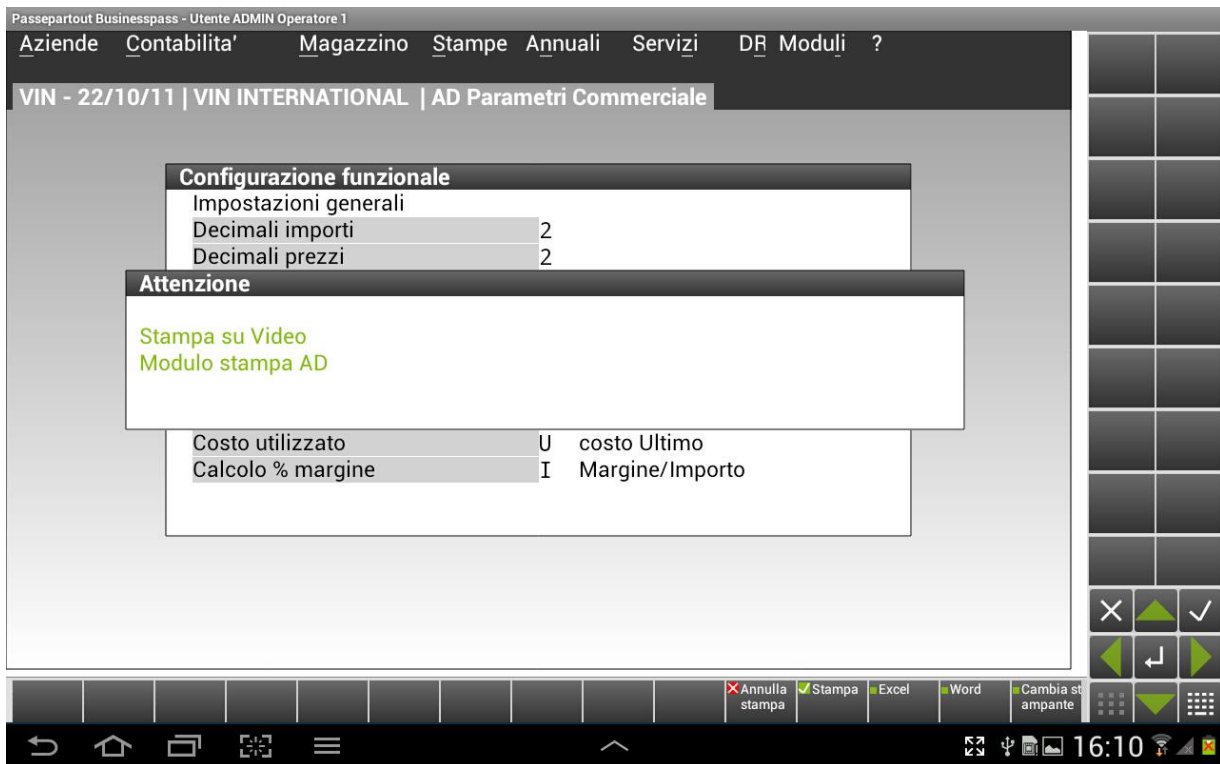 Passepartout Businesspass - Utente ADMIN Operatore 1
Aziende Contabilita' Magazzino Stampe Annuali Servizi DR Moduli ?
VIN - 22/10/11 | VIN INTERNATIONAL | AD Parametri Commerciale
Configurazione funzionale
Impostazioni generali
Decimali importi 2
Decimali prezzi 2
Attenzione
Stampa su Video
Modulo stampa AD
Costo utilizzato U costo Ultimo
Calcolo % margine I Margine/Importo
Annulla stampa
Stampa
Excel
Word
Cambia st
ampante
16:10